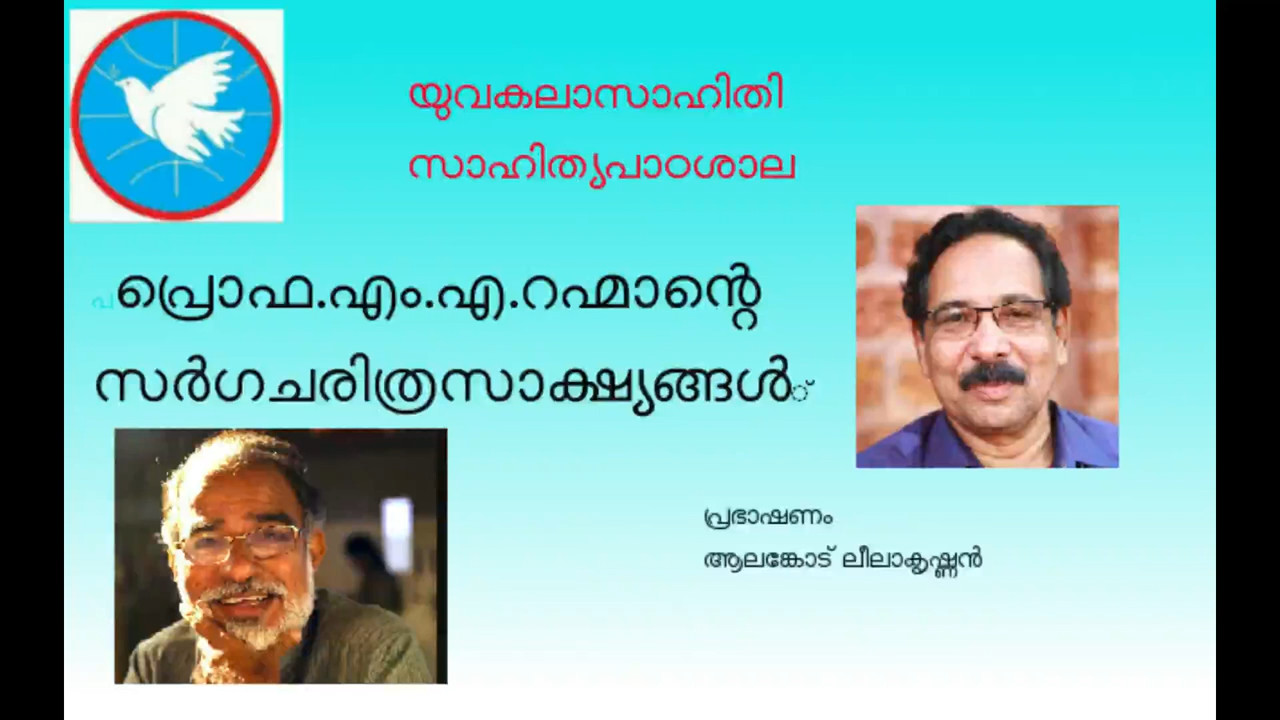 യുവകലാസാഹിതി
സാഹിത്യപാഠശാല
പ്രൊഫ.എം.എ.റഹ്മാന്റെ
സർഗചരിത്രസാക്ഷ്യങ്ങൾ
പ്രഭാഷണം
ആലങ്കോട് ലീലാകൃഷ്ണൻ